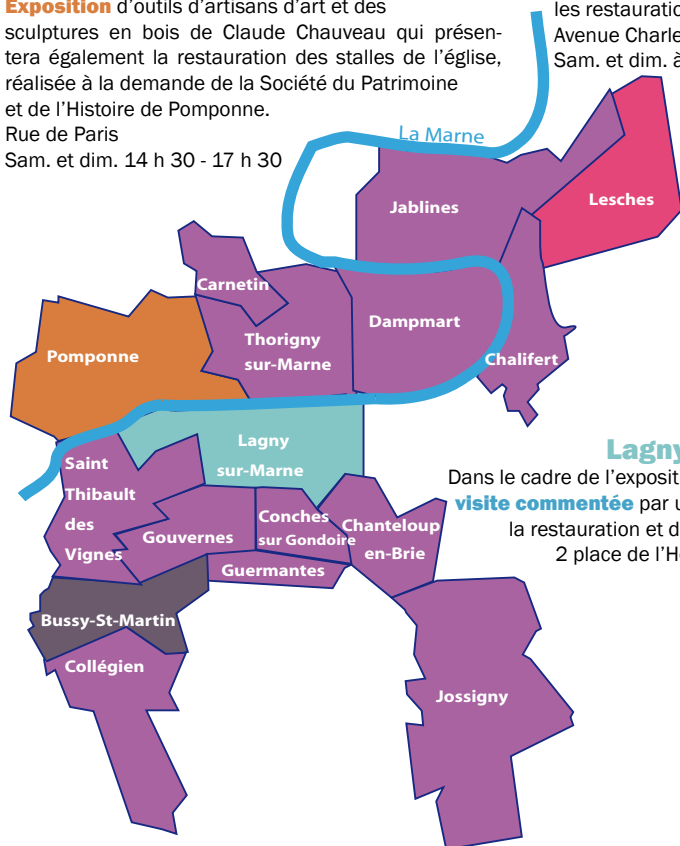 Exposition d'outils d'artisans d'art et des
sculptures en bois de Claude Chauveau qui présen-
tera également la restauration des stalles de l'église,
réalisée à la demande de la Société du Patrimoine
et de l'Histoire de Pomponne.
Rue de Paris
Sam. et dim. 14 h 30 - 17 h 30
les restauratio
Avenue Charle
Sam. et dim. à
La Marne
Jablines
Lesches
Carnetin
Thorigny
sur-Marne
Dampmart
Pomponne
Chalifert
Lagny
sur-Marne
Saint
Thibault
des
Vignes
Gouvernes
Conches
sur Gondoire
Chanteloup
en-Brie
Guermantes
Lagny
Dans le cadre de l'exposit
visite commentée par u
la restauration et d
2 place de l'H
Bussy-St-Martin
Collégien
Jossigny